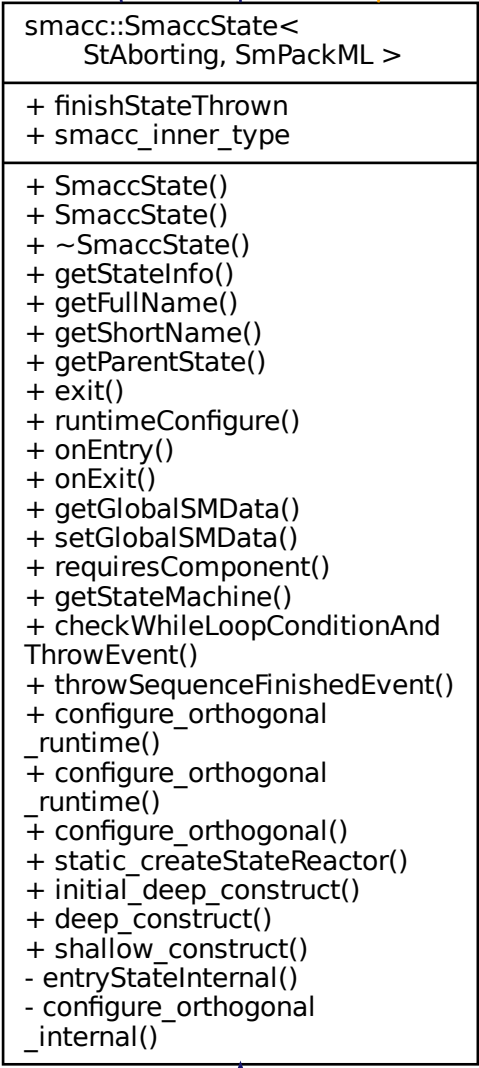 smacc::SmaccState<
StAborting, SmPackML >
+ finishStateThrown
+ smacc_inner_type
+ SmaccState()
+ SmaccState()
+ ~SmaccState()
+ getStateInfo()
+ getFullName()
+ getShortName()
+ getParentState()
+ exit()
+ runtimeConfigure()
+ onEntry()
+ onExit()
+ getGlobalSMData()
+ setGlobalSMData()
+ requiresComponent()
+ getStateMachine()
+ checkWhileLoopConditionAnd
ThrowEvent()
+ throwSequenceFinishedEvent()
+ configure_orthogonal
_runtime()
+ configure_orthogonal
_runtime()
+ configure_orthogonal()
+ static_createStateReactor()
+ initial_deep_construct()
+ deep_construct()
+ shallow_construct()
- entryStateInternal()
- configure_orthogonal
_internal()